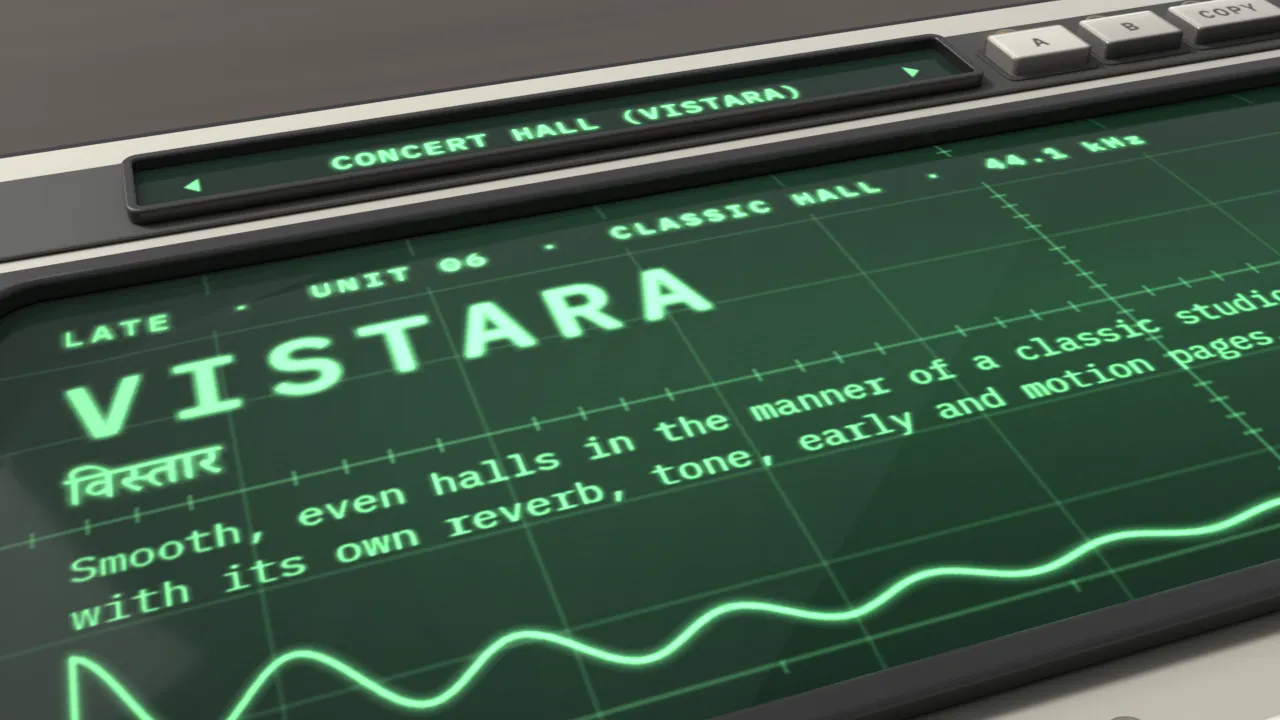 A B COPY
◀ CONCERT HALL (VISTARA) ▶
LATE · UNIT 06 · CLASSIC HALL · 44.1 kHz
VISTARA
विस्तार
Smooth, even halls in the manner of a classic studio
with its own reverb, tone, early and motion pages.